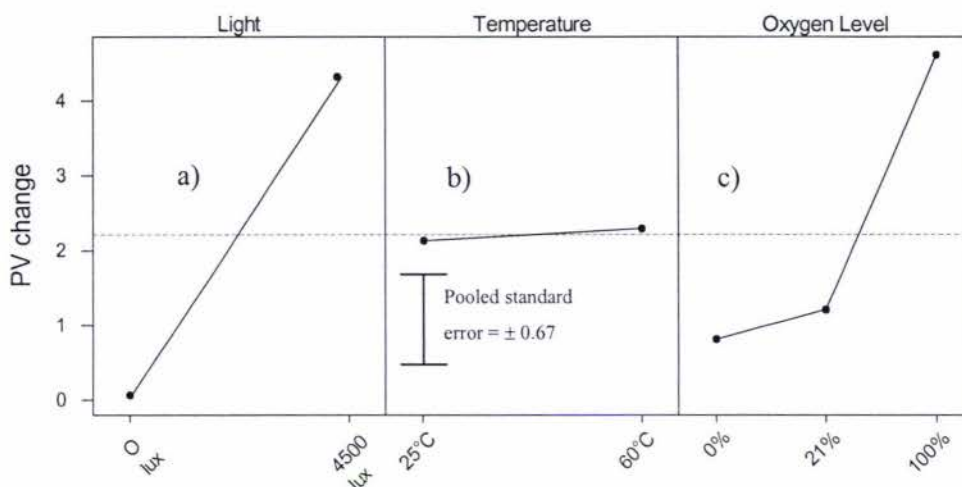 Light
Temperature
Oxygen Level
PV change
4
3
2
1
0
a)
b)
c)
Pooled standard
error = ± 0.67
O
lux
4500
lux
25°C
60°C
0%
21%
100%